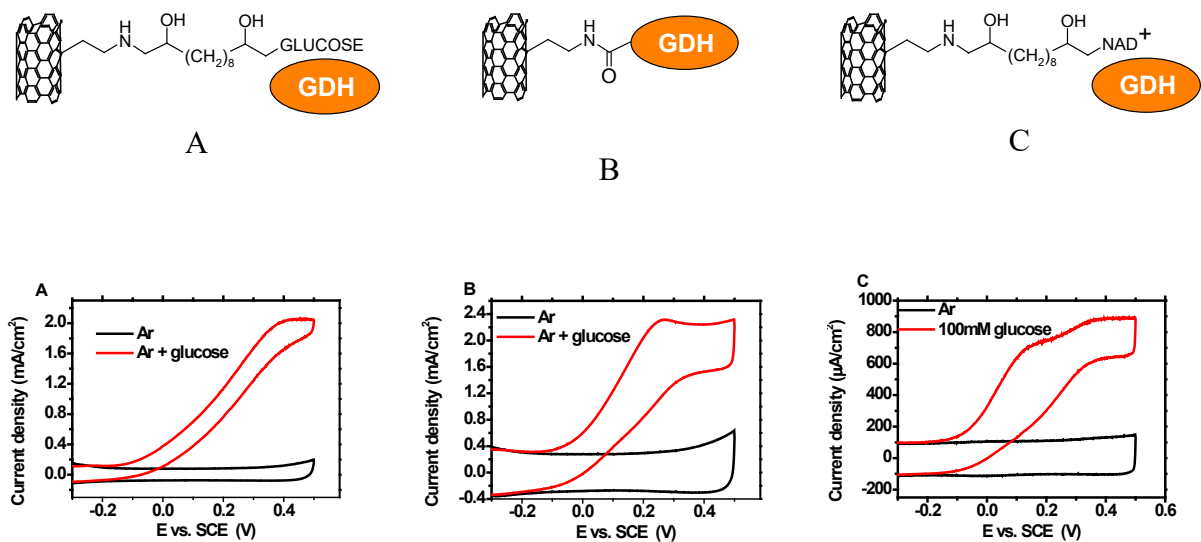 H
N
OH
(CH2)8
OH
GLUCOSE
GDH
A
NH
O
GDH
B
H
N
OH
(CH2)8
OH
NAD+
GDH
C
A
Current density (mA/cm2)
2.0
1.6
1.2
0.8
0.4
0.0
Ar
Ar + glucose
-0.2 0.0 0.2 0.4
E vs. SCE (V)
B
Current density (mA/cm2)
2.4
2.0
1.6
1.2
0.8
0.4
0.0
-0.4
Ar
Ar + glucose
-0.2 0.0 0.2 0.4
E vs. SCE (V)
C
Current density (µA/cm2)
1000
800
600
400
200
0
-200
Ar
100mM glucose
-0.2 0.0 0.2 0.4 0.6
E vs. SCE (V)